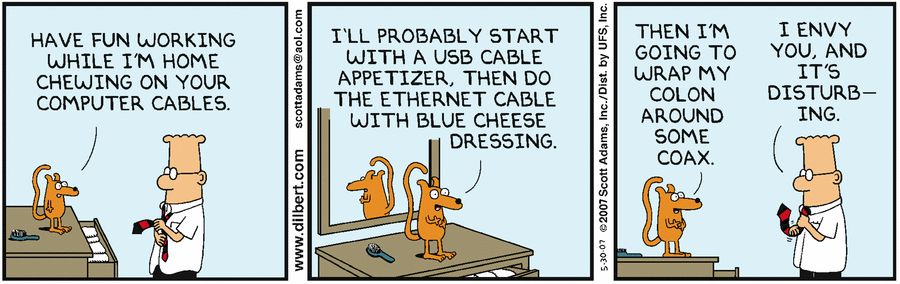 HAVE FUN WORKING
WHILE I'M HOME
CHEWING ON YOUR
COMPUTER CABLES.
www.dilbert.com scottadams@aol.com
I'LL PROBABLY START
WITH A USB CABLE
APPETIZER, THEN DO
THE ETHERNET CABLE
WITH BLUE CHEESE
DRESSING.
5-30-07 ©2007 Scott Adams, Inc./Dist. by UFS, Inc.
THEN I'M
GOING TO
WRAP MY
COLON
AROUND
SOME
COAX.
I ENVY
YOU, AND
IT'S
DISTURB-
ING.